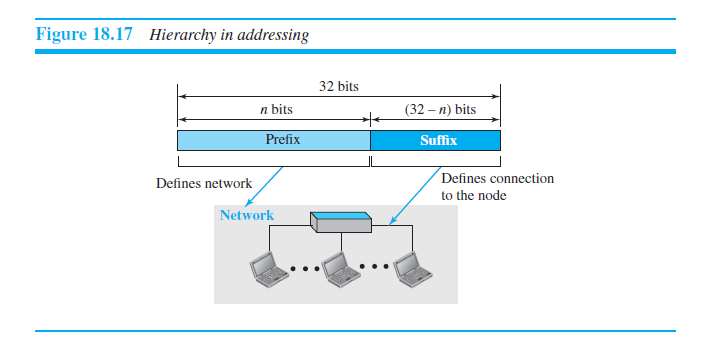 Figure 18.17 Hierarchy in addressing
32 bits
n bits
(32 – n) bits
Prefix
Suffix
Defines network
Defines connection
to the node
Network